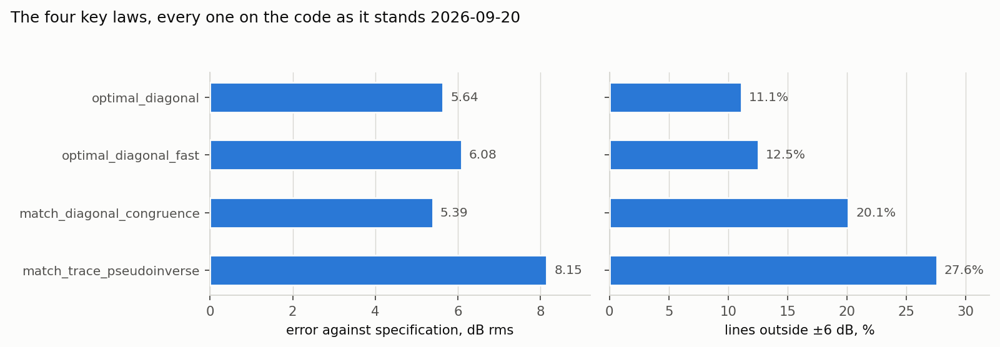 The four key laws, every one on the code as it stands 2026-09-20
optimal_diagonal
5.64
11.1%
optimal_diagonal_fast
6.08
12.5%
match_diagonal_congruence
5.39
20.1%
match_trace_pseudoinverse
8.15
27.6%
0 2 4 6 8
0 5 10 15 20 25 30
error against specification, dB rms
lines outside ±6 dB, %